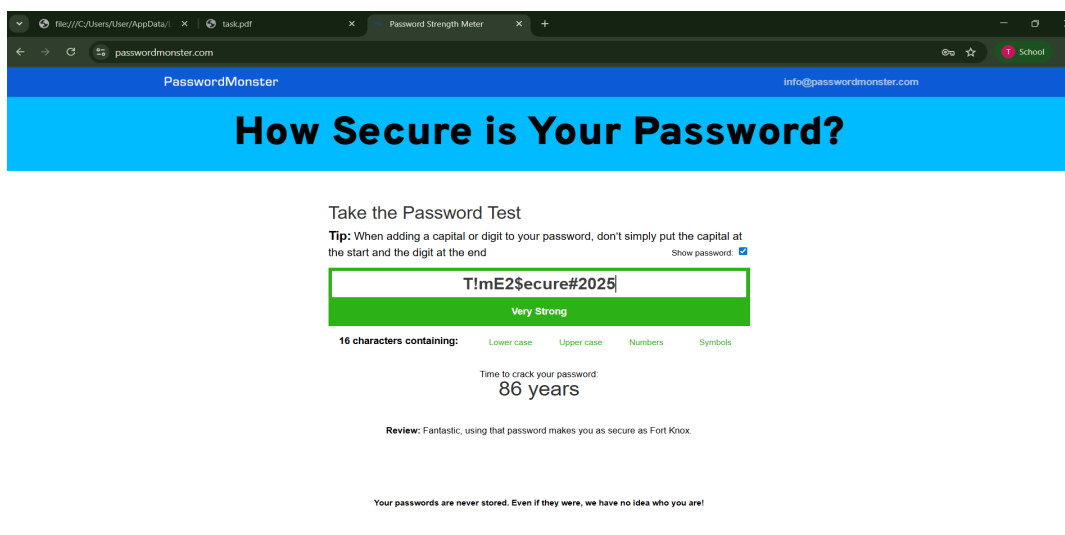 file:///C:/Users/User/AppData/l
task.pdf
Password Strength Meter
passwordmonster.com
T School
PasswordMonster
info@passwordmonster.com
How Secure is Your Password?
Take the Password Test
Tip: When adding a capital or digit to your password, don't simply put the capital at
the start and the digit at the end
Show password:
T!mE2$ecure#2025
Very Strong
16 characters containing: Lower case Upper case Numbers Symbols
Time to crack your password:
86 years
Review: Fantastic, using that password makes you as secure as Fort Knox.
Your passwords are never stored. Even if they were, we have no idea who you are!